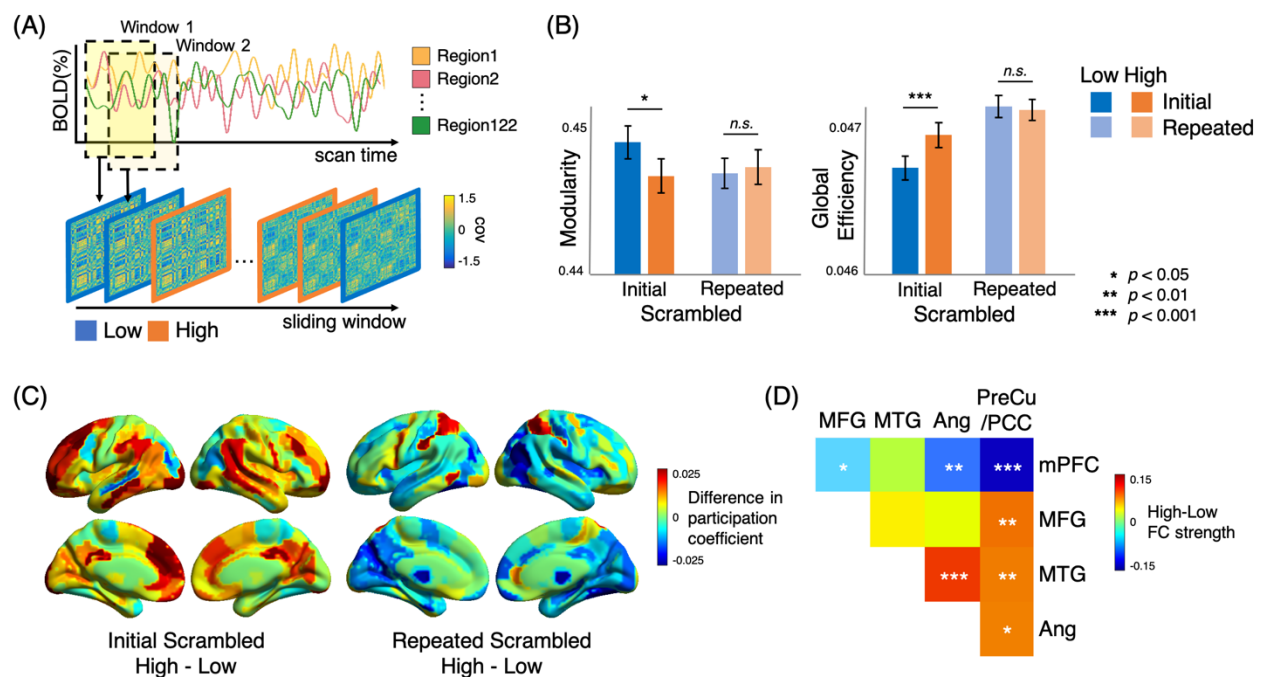 (A)
Window 1
Window 2
BOLD(%)
scan time
Region1
Region2
⋮
Region122
1.5
0
-1.5
COV
...
sliding window
Low
High
(B)
Modularity
0.45
0.44
*
n.s.
Initial
Repeated
Scrambled
Global
Efficiency
0.047
0.046
***
n.s.
Initial
Repeated
Scrambled
Low High
Initial
Repeated
* p < 0.05
** p < 0.01
*** p < 0.001
(C)
Initial Scrambled
High - Low
Repeated Scrambled
High - Low
0.025
0
-0.025
Difference in
participation
coefficient
(D)
MFG MTG Ang PreCu
/PCC
* ** *** mPFC
** MFG
*** ** MTG
* Ang
0.15
0
-0.15
High-Low
FC strength